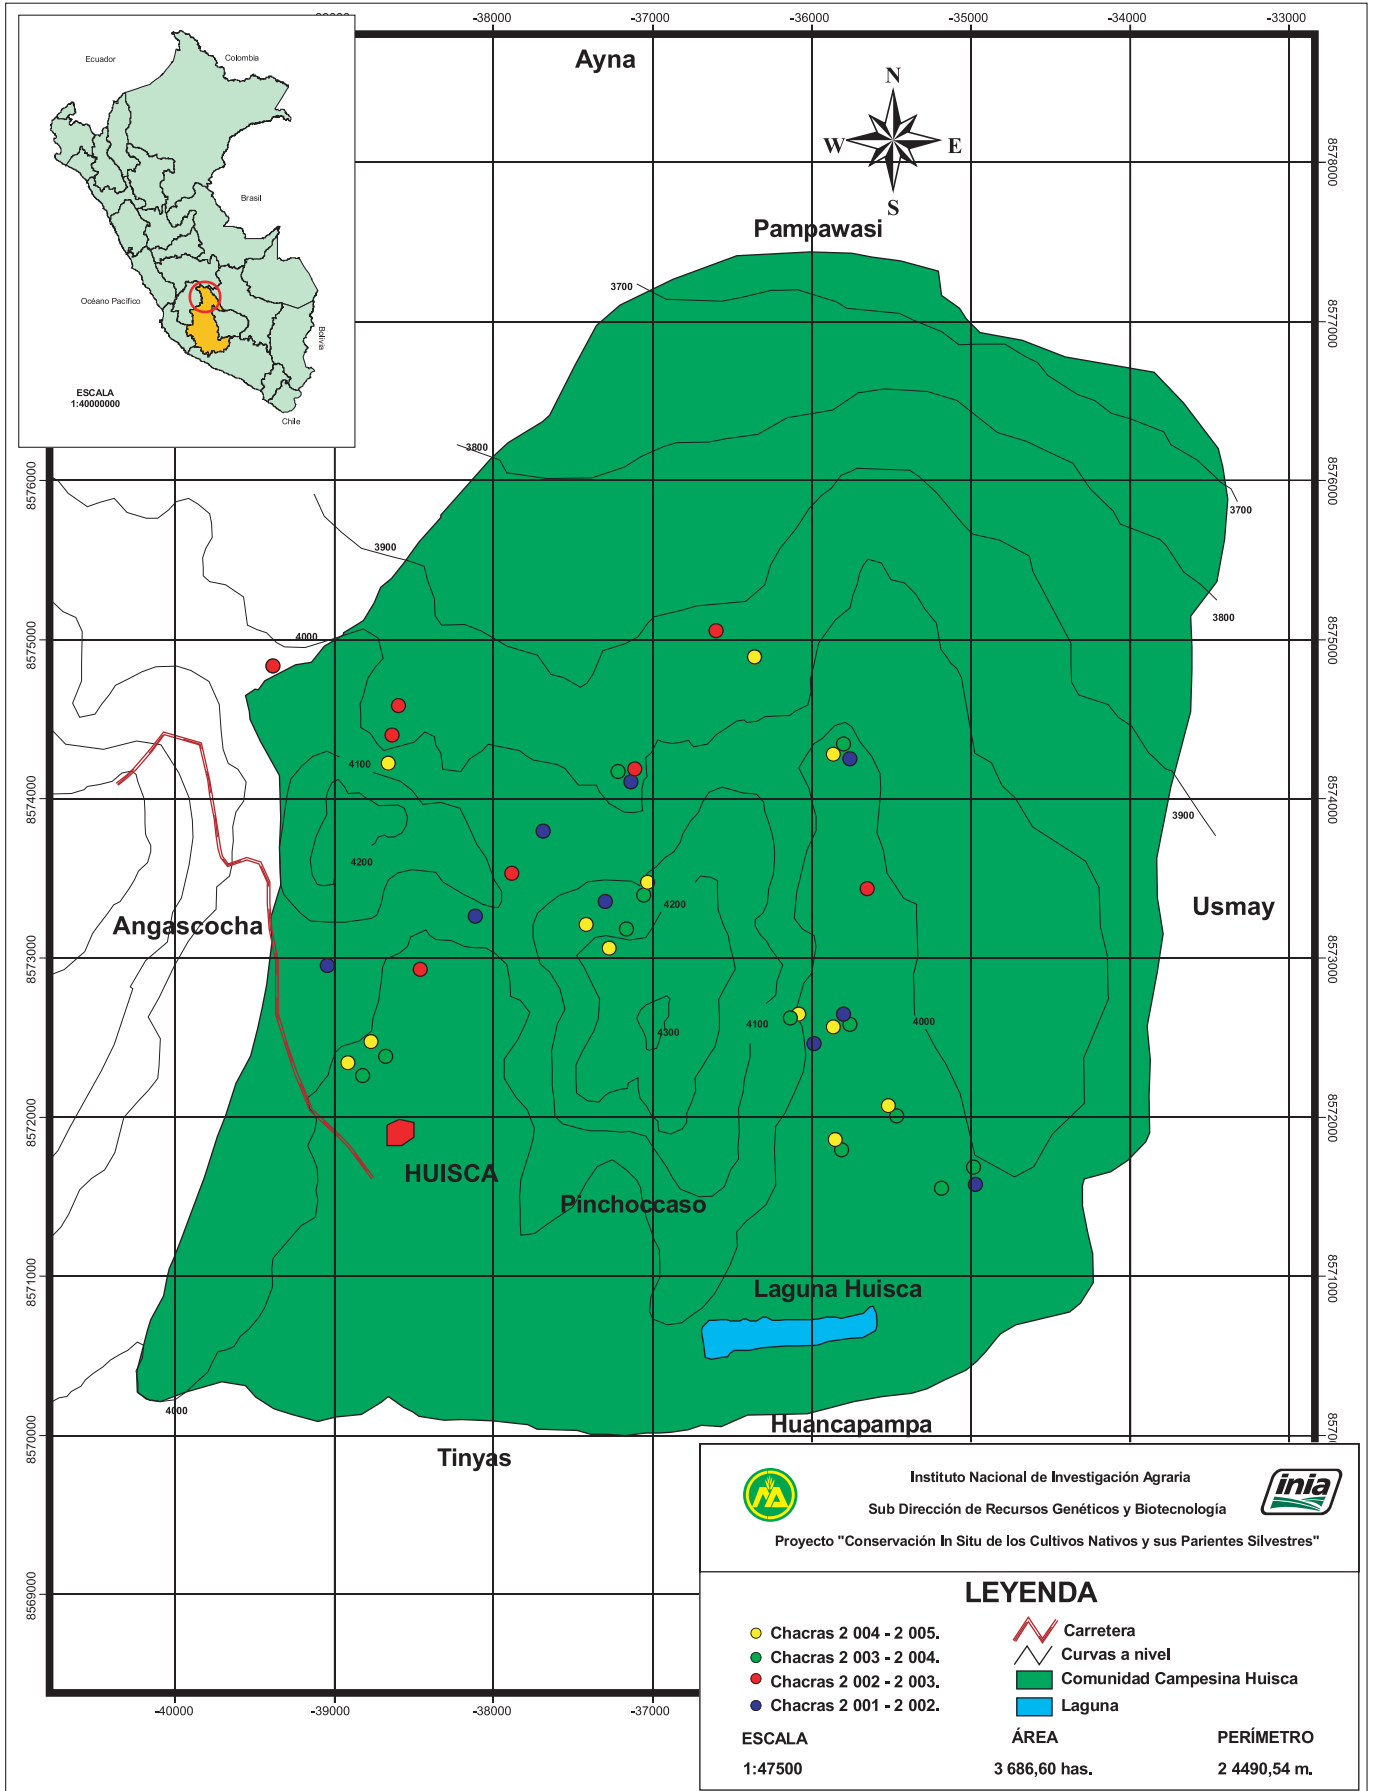 -38000
-37000
-36000
-35000
-34000
-33000
Ecuador
Colombia
Brasil
Océano Pacífico
Bolivia
ESCALA
1:40000000
Chile
Ayna
N
W E
S
Pampawasi
8578000
3700
8577000
3800
8576000
8576000
3700
3900
3800
4000
8575000
8575000
4100
8574000
8574000
3900
4200
4200
Angascocha
Usmay
8573000
8573000
4300
4100
4000
8572000
8572000
HUISCA
Pinchoccaso
8571000
8571000
Laguna Huisca
4000
Huancapampa
8570000
Tinyas
8569000
-40000
-39000
-38000
-37000
Instituto Nacional de Investigación Agraria
Sub Dirección de Recursos Genéticos y Biotecnología
Proyecto "Conservación In Situ de los Cultivos Nativos y sus Parientes Silvestres"
inia
LEYENDA
Chacras 2 004 - 2 005.
Chacras 2 003 - 2 004.
Chacras 2 002 - 2 003.
Chacras 2 001 - 2 002.
Carretera
Curvas a nivel
Comunidad Campesina Huisca
Laguna
ESCALA
1:47500
ÁREA
3 686,60 has.
PERÍMETRO
2 4490,54 m.